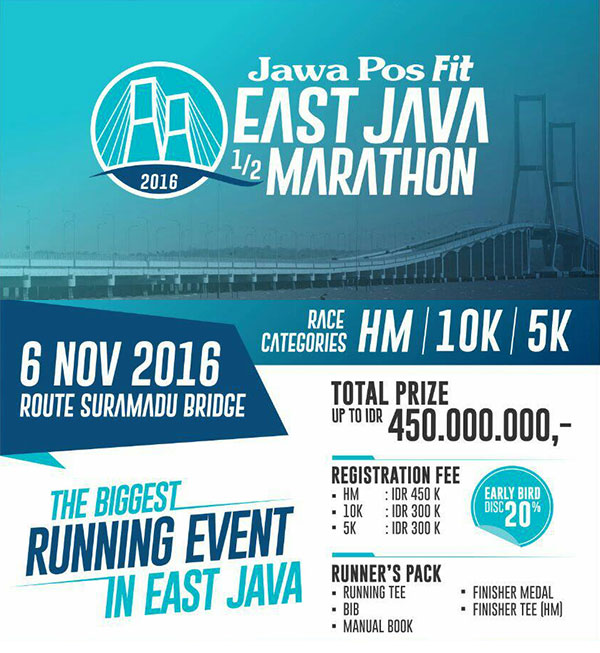 Jawa Pos Fit
EAST JAVA
1/2 MARATHON
2016
RACE
CATEGORIES
HM | 10K | 5K
6 NOV 2016
ROUTE SURAMADU BRIDGE
TOTAL PRIZE
UP TO IDR 450.000.000,-
THE BIGGEST
RUNNING EVENT
IN EAST JAVA
REGISTRATION FEE
▪ HM : IDR 450 K
▪ 10K : IDR 300 K
▪ 5K : IDR 300 K
EARLY BIRD
DISC 20%
RUNNER'S PACK
▪ RUNNING TEE
▪ BIB
▪ MANUAL BOOK
▪ FINISHER MEDAL
▪ FINISHER TEE (HM)